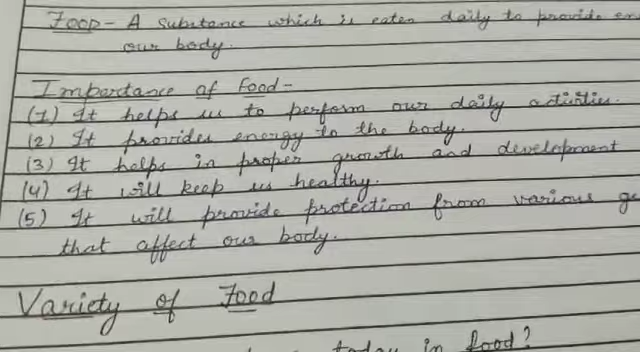 Food - A substance which is eaten daily to provide
our body.
Importance of Food -
(1) It helps us to perform our daily activities.
(2) It provides energy to the body.
(3) It helps in proper growth and development
(4) It will keep us healthy.
(5) It will provide protection from various
that affect our body.
Variety of Food
today in food?